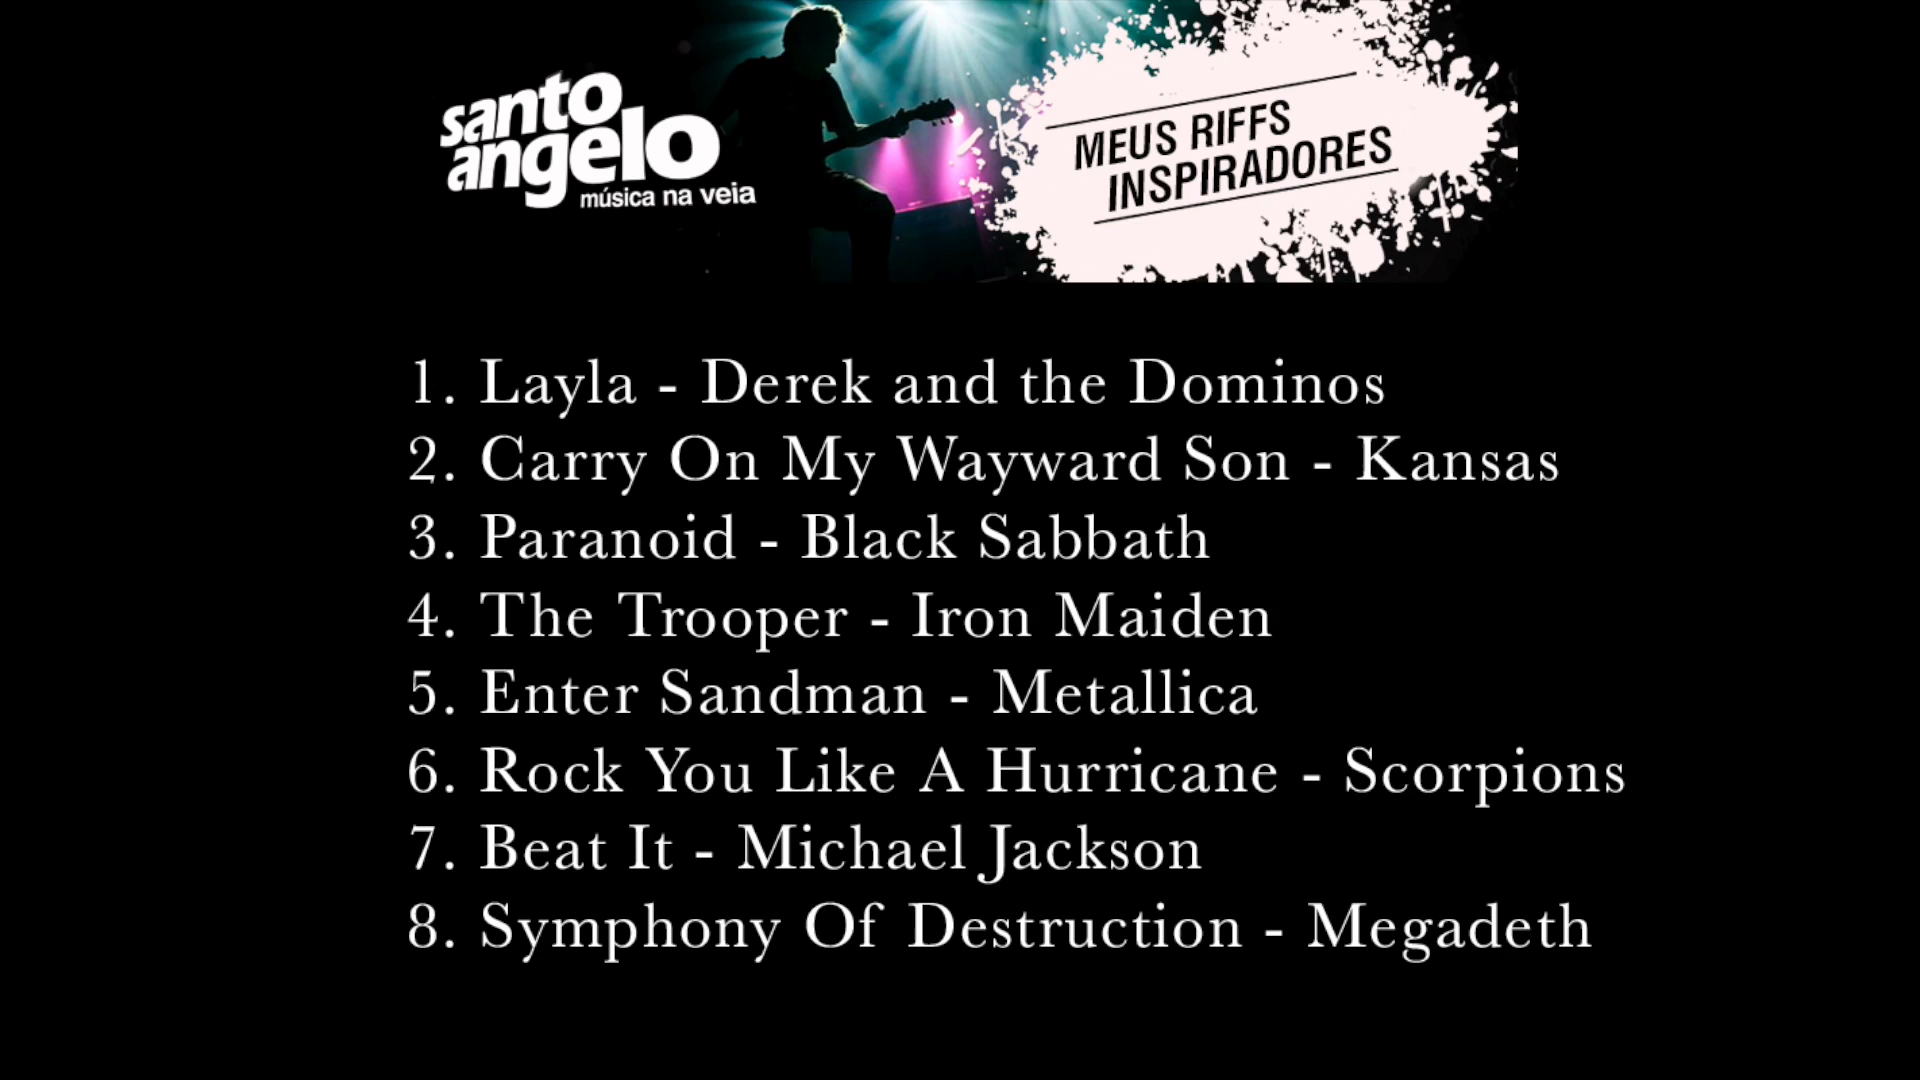 santo
angelo
música na veia
MEUS RIFFS
INSPIRADORES
1. Layla - Derek and the Dominos
2. Carry On My Wayward Son - Kansas
3. Paranoid - Black Sabbath
4. The Trooper - Iron Maiden
5. Enter Sandman - Metallica
6. Rock You Like A Hurricane - Scorpions
7. Beat It - Michael Jackson
8. Symphony Of Destruction - Megadeth